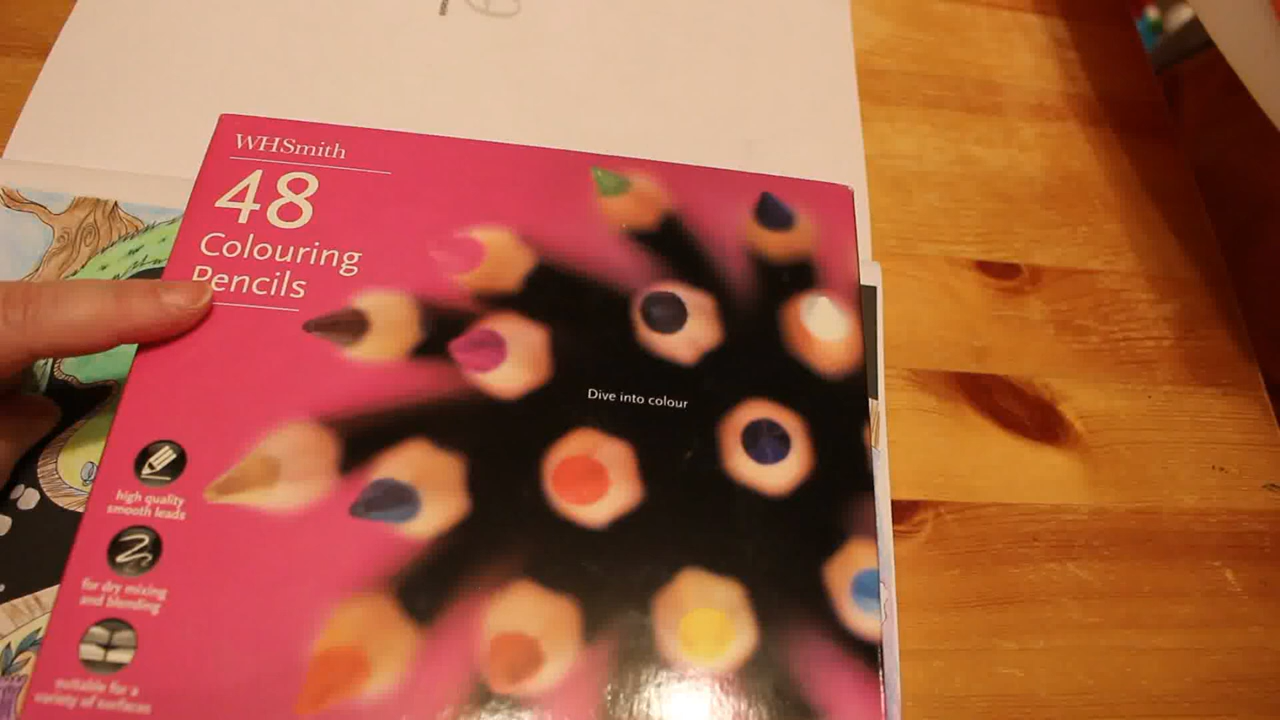 WHSmith
48
Colouring
Pencils
Dive into colour
high quality
smooth leads
for dry mixing
and blending
suitable for a
variety of surfaces